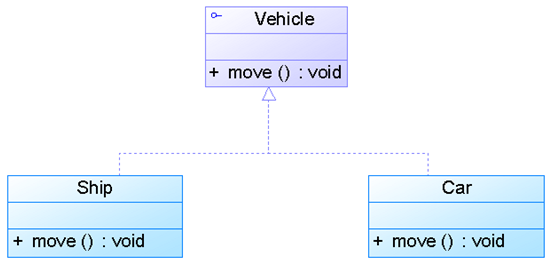 Vehicle
+ move () : void
Ship
+ move () : void
Car
+ move () : void